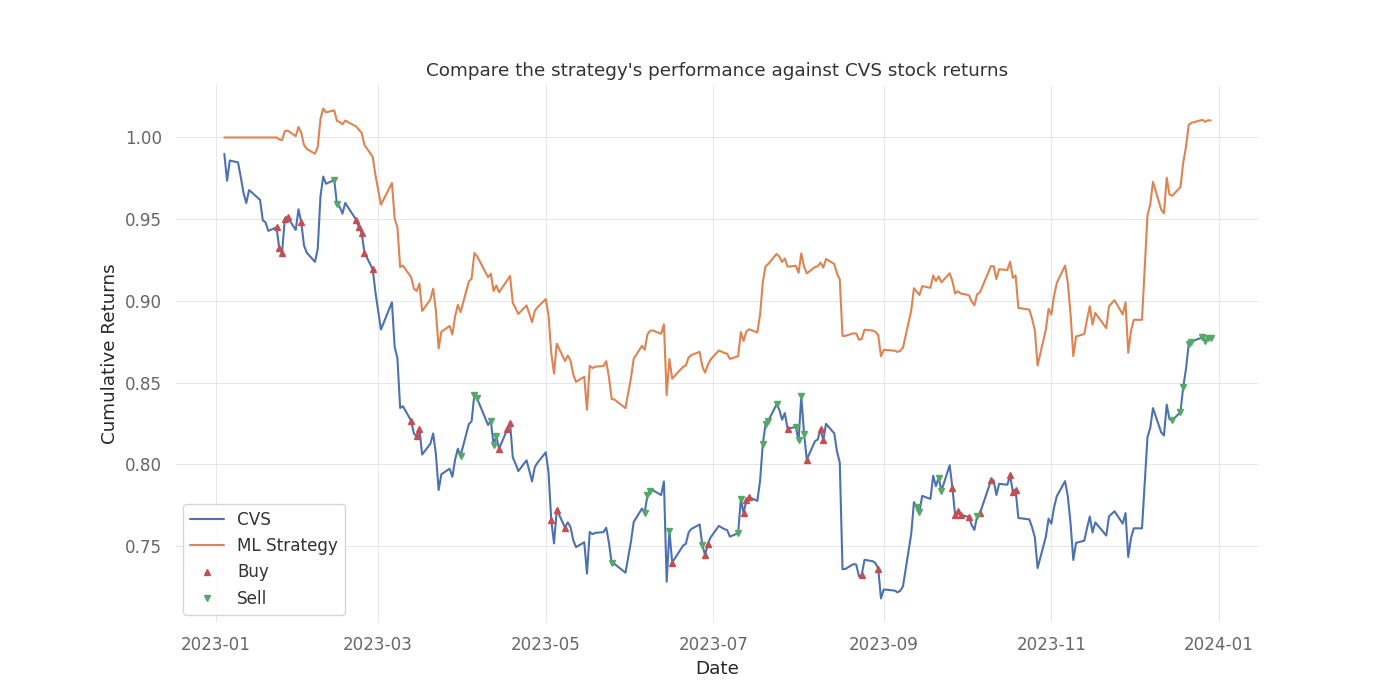 Compare the strategy's performance against CVS stock returns
Cumulative Returns
1.00
0.95
0.90
0.85
0.80
0.75
CVS
ML Strategy
Buy
Sell
2023-01
2023-03
2023-05
2023-07
2023-09
2023-11
2024-01
Date